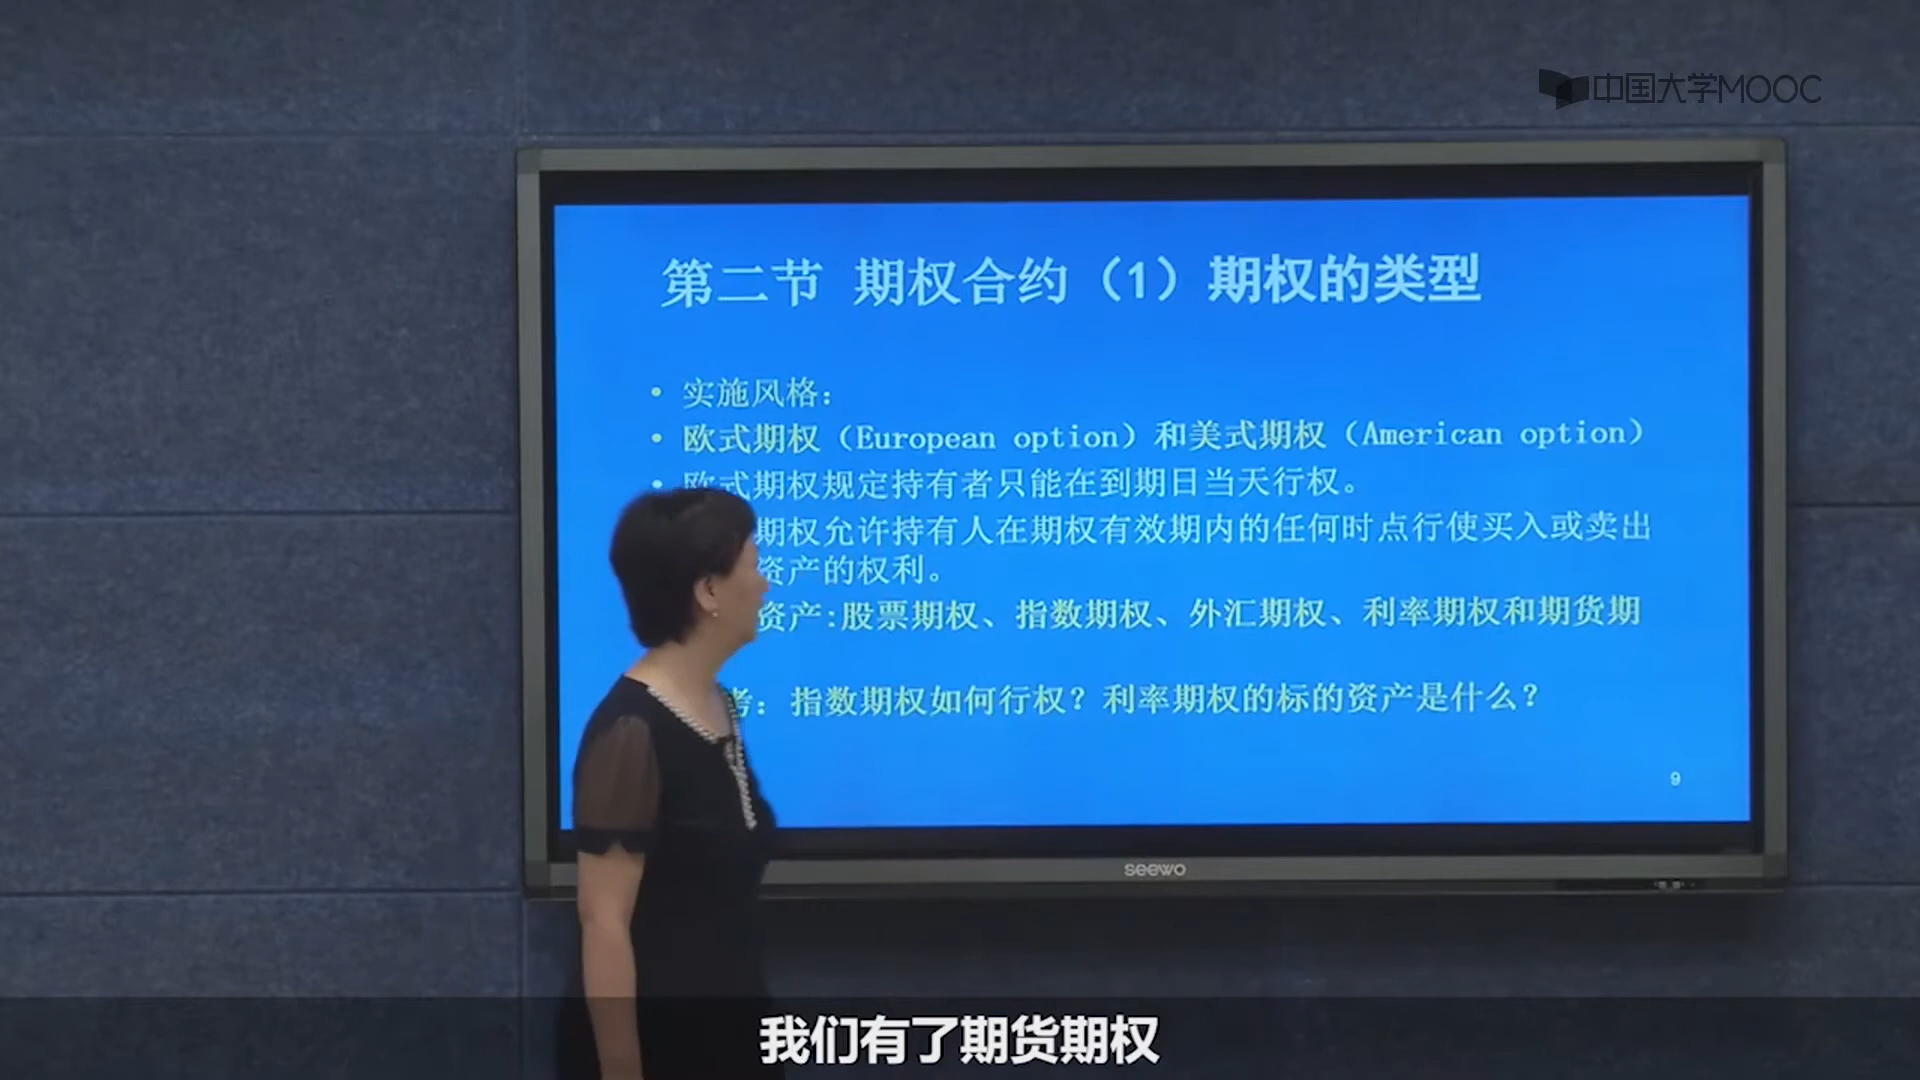 中国大学MOOC
第二节 期权合约（1）期权的类型
• 实施风格：
• 欧式期权（European option）和美式期权（American option）
• 欧式期权规定持有者只能在到期日当天行权。
期权允许持有人在期权有效期内的任何时点行使买入或卖出
资产的权利。
资产:股票期权、指数期权、外汇期权、利率期权和期货期
考：指数期权如何行权？利率期权的标的资产是什么？
9
seewo
我们有了期货期权